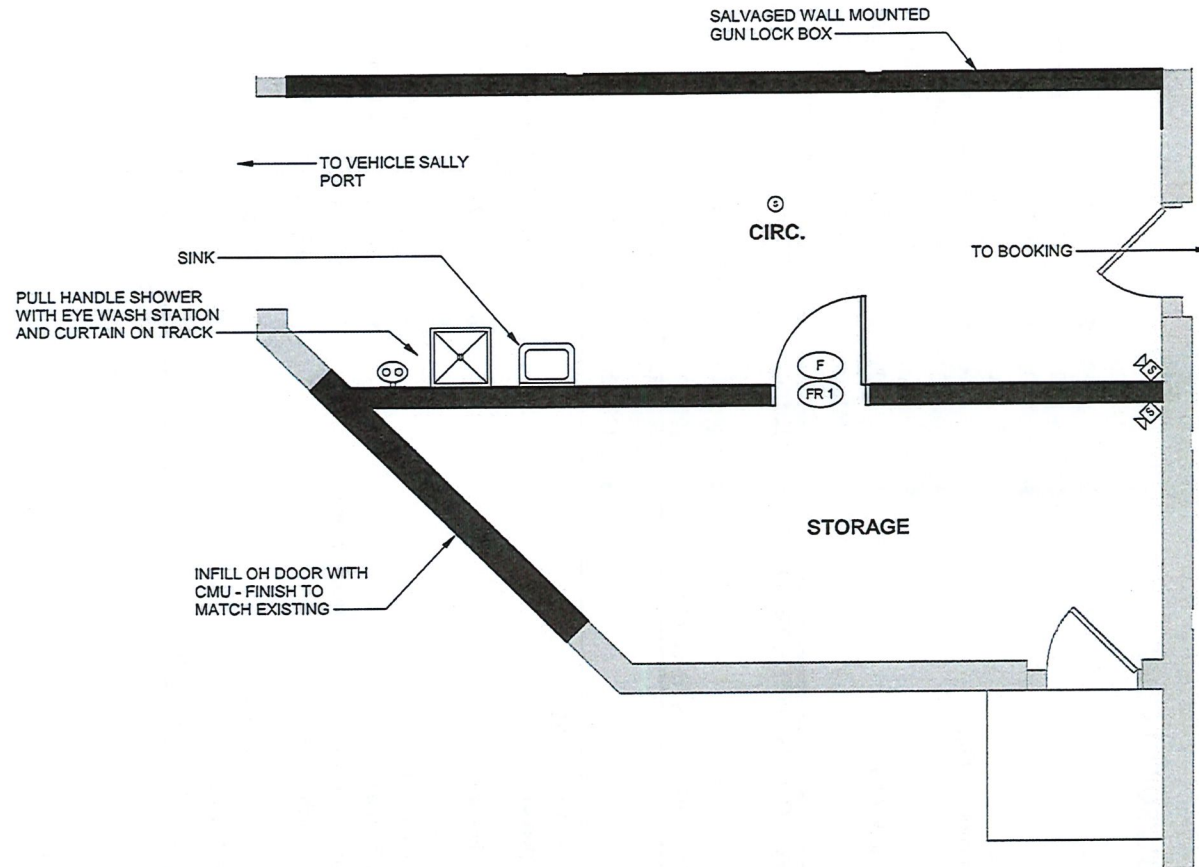 SALVAGED WALL MOUNTED
GUN LOCK BOX
TO VEHICLE SALLY
PORT
S
CIRC.
TO BOOKING
SINK
PULL HANDLE SHOWER
WITH EYE WASH STATION
AND CURTAIN ON TRACK
F
FR 1
S
S
STORAGE
INFILL OH DOOR WITH
CMU - FINISH TO
MATCH EXISTING